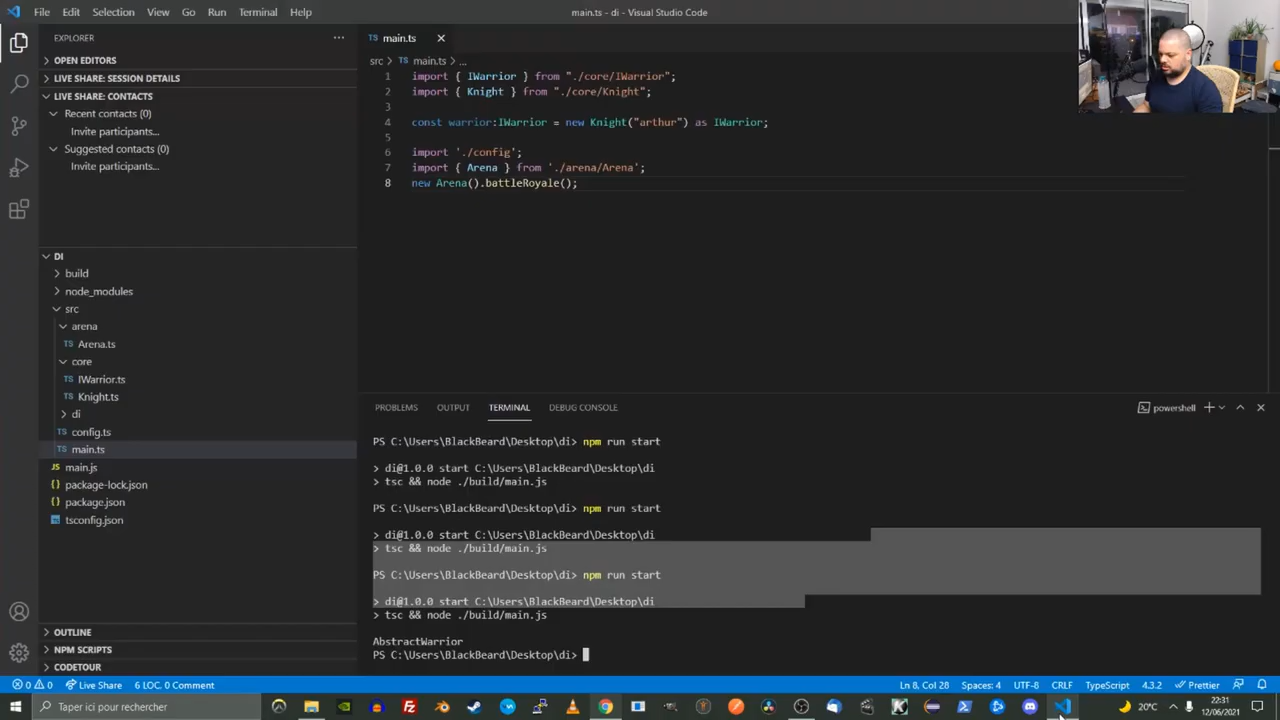 File Edit Selection View Go Run Terminal Help
main.ts - di - Visual Studio Code
EXPLORER
OPEN EDITORS
LIVE SHARE: SESSION DETAILS
LIVE SHARE: CONTACTS
Recent contacts (0)
Invite participants...
Suggested contacts (0)
Invite participants...
DI
build
node_modules
src
arena
TS Arena.ts
core
TS IWarrior.ts
TS Knight.ts
di
TS config.ts
TS main.ts
JS main.js
{} package-lock.json
{} package.json
tsconfig.json
OUTLINE
NPM SCRIPTS
CODETOUR
TS main.ts
src > TS main.ts > ...
1 import { IWarrior } from "./core/IWarrior";
2 import { Knight } from "./core/Knight";
3
4 const warrior:IWarrior = new Knight("arthur") as IWarrior;
5
6 import './config';
7 import { Arena } from './arena/Arena';
8 new Arena().battleRoyale();
PROBLEMS OUTPUT TERMINAL DEBUG CONSOLE
powershell
PS C:\Users\BlackBeard\Desktop\di> npm run start
> di@1.0.0 start C:\Users\BlackBeard\Desktop\di
> tsc && node ./build/main.js
PS C:\Users\BlackBeard\Desktop\di> npm run start
> di@1.0.0 start C:\Users\BlackBeard\Desktop\di
> tsc && node ./build/main.js
PS C:\Users\BlackBeard\Desktop\di> npm run start
> di@1.0.0 start C:\Users\BlackBeard\Desktop\di
> tsc && node ./build/main.js
AbstractWarrior
PS C:\Users\BlackBeard\Desktop\di>
0 0 Live Share 6 LOC. 0 Comment
Ln 8, Col 28 Spaces: 4 UTF-8 CRLF TypeScript 4.3.2 Prettier
Taper ici pour rechercher
20°C
22:31
12/06/2021